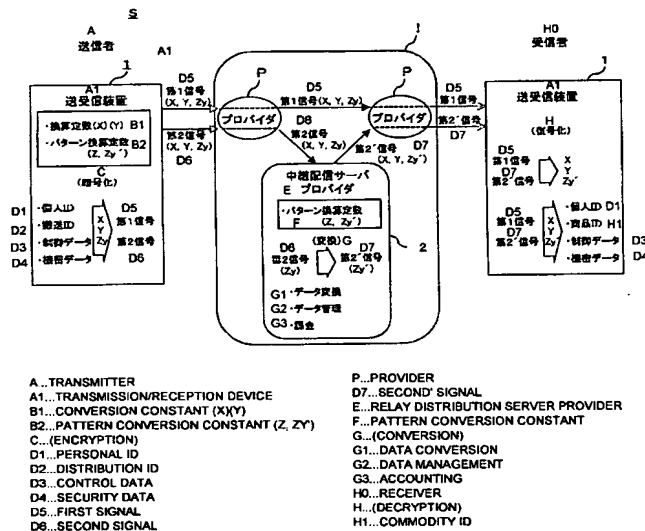 S
A
送信者
A1
1
A1
送受信装置
・換算定数(X)(Y) B1
・パターン換算定数 B2
(Z, Zy´)
C
(暗号化)
D1 ・個人ID
D2 ・搬送ID
D3 ・制御データ
D4 ・機密データ
X
Y
Zy
D5
第1信号
第2信号
D6
D5
第1信号
(X, Y, Zy)
第2信号
(X, Y, Zy)
D6
I
P
プロバイダ
D5
第1信号(X, Y, Zy)
D6
第2信号
(X, Y, Zy)
P
プロバイダ
D7
第2´信号
(X, Y, Zy´)
中継配信サーバ
E プロバイダ
・パターン換算定数
F (Z, Zy´)
(変換)G
D6
第2信号
(Zy)
D7
第2´信号
(Zy´)
G1 ・データ変換
G2 ・データ管理
G3 ・課金
2
D5
第1信号
第2´信号
D7
H0
受信者
1
A1
送受信装置
H
(復号化)
D5
第1信号
D7
第2´信号
X
Y
Zy´
D5
第1信号
D7
第2´信号
X
Y
Zy´
・個人ID D1
・商品ID H1
・制御データ D3
・機密データ D4
A...TRANSMITTER
A1...TRANSMISSION/RECEPTION DEVICE
B1...CONVERSION CONSTANT (X)(Y)
B2...PATTERN CONVERSION CONSTANT (Z, ZY')
C...(ENCRYPTION)
D1...PERSONAL ID
D2...DISTRIBUTION ID
D3...CONTROL DATA
D4...SECURITY DATA
D5...FIRST SIGNAL
D6...SECOND SIGNAL
P...PROVIDER
D7...SECOND' SIGNAL
E...RELAY DISTRIBUTION SERVER PROVIDER
F...PATTERN CONVERSION CONSTANT
G...(CONVERSION)
G1...DATA CONVERSION
G2...DATA MANAGEMENT
G3...ACCOUNTING
H0...RECEIVER
H...(DECRYPTION)
H1...COMMODITY ID